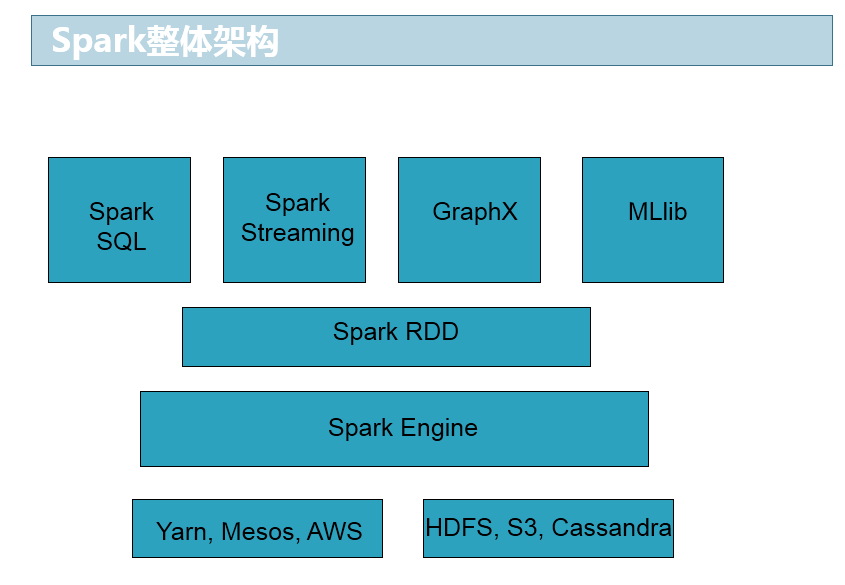 Spark整体架构
Spark
SQL
Spark
Streaming
GraphX
MLlib
Spark RDD
Spark Engine
Yarn, Mesos, AWS
HDFS, S3, Cassandra